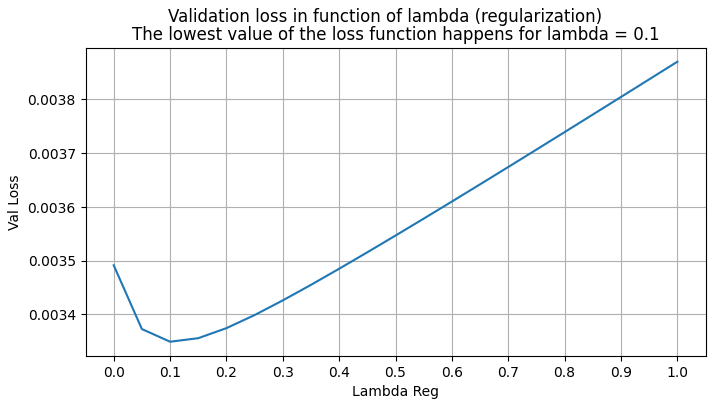 Validation loss in function of lambda (regularization)
The lowest value of the loss function happens for lambda = 0.1
0.0038
0.0037
0.0036
0.0035
0.0034
Val Loss
0.0 0.1 0.2 0.3 0.4 0.5 0.6 0.7 0.8 0.9 1.0
Lambda Reg